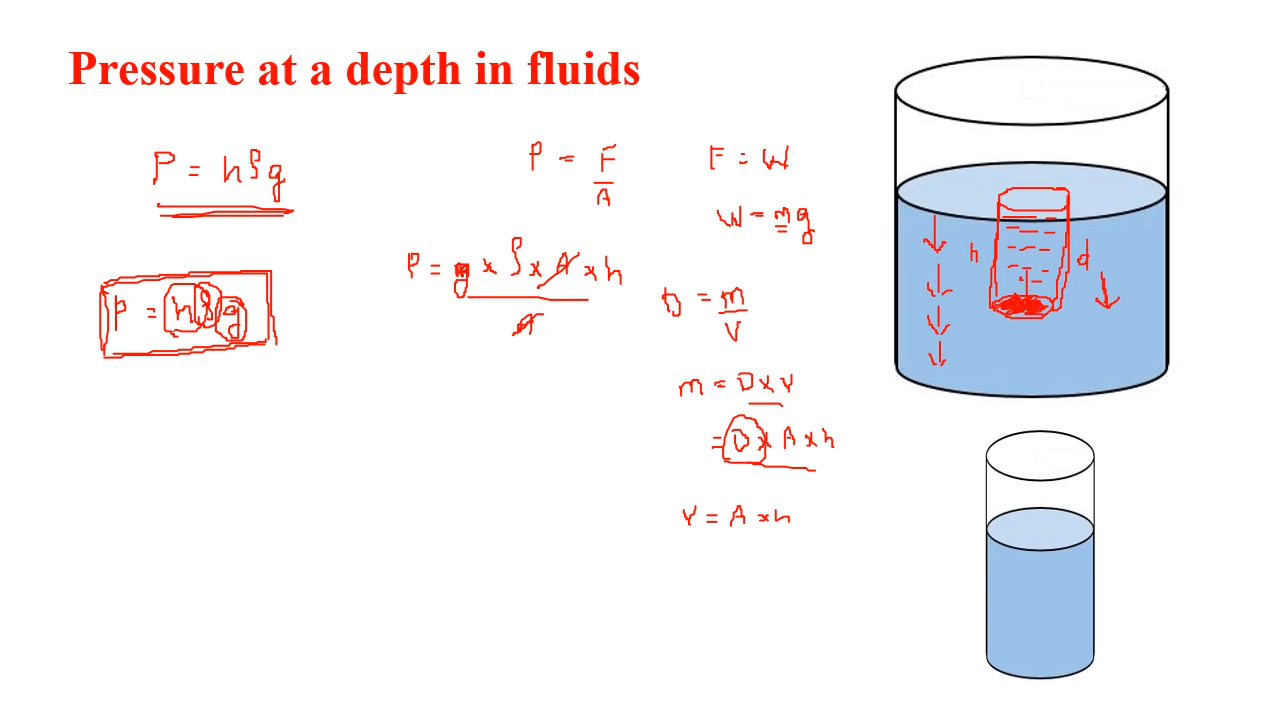 Pressure at a depth in fluids
P = hρg
P = hρg
P = F/A
P = g x ρ x A x h / A
F = W
W = mg
D = m/V
m = D x V
= D x A x h
V = A x h
h
d